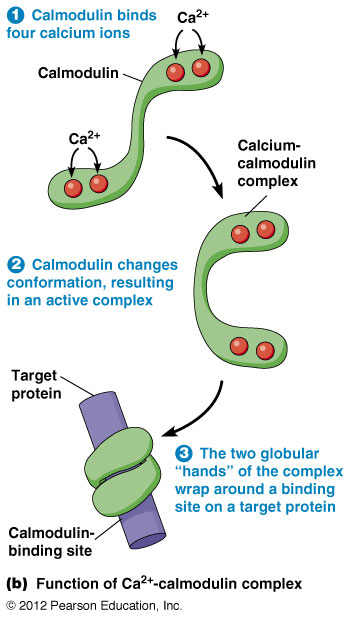 1 Calmodulin binds
four calcium ions
Ca²⁺
Calmodulin
Ca²⁺
Calcium-
calmodulin
complex
2 Calmodulin changes
conformation, resulting
in an active complex
Target
protein
3 The two globular
“hands” of the complex
wrap around a binding
site on a target protein
Calmodulin-
binding site
(b) Function of Ca²⁺-calmodulin complex
© 2012 Pearson Education, Inc.